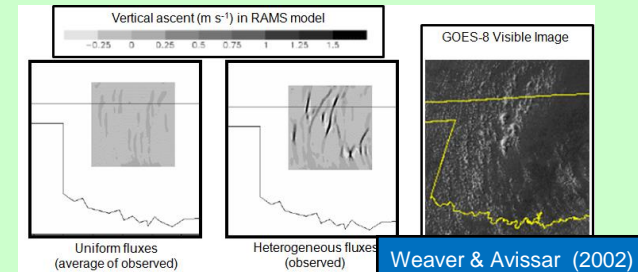 Vertical ascent (m s⁻¹) in RAMS model
−0.25 0 0.25 0.5 0.75 1 1.25 1.5
GOES-8 Visible Image
Uniform fluxes
(average of observed)
Heterogeneous fluxes
(observed)
Weaver & Avissar (2002)